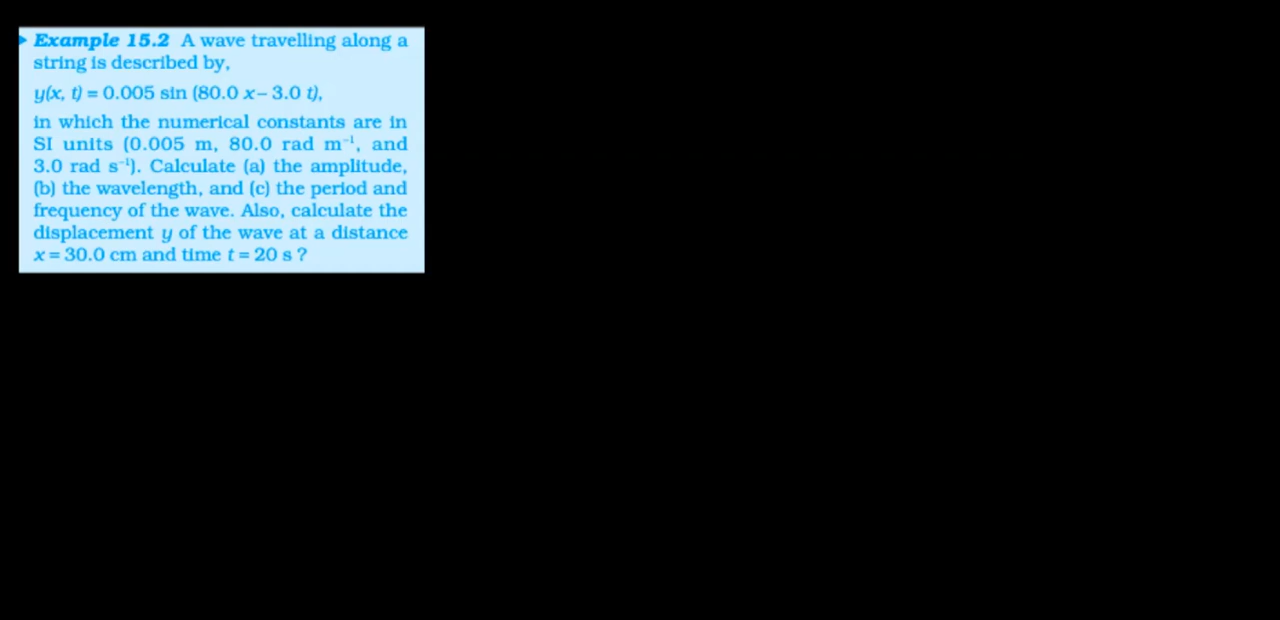 Example 15.2 A wave travelling along a
string is described by,
y(x, t) = 0.005 sin (80.0 x – 3.0 t),
in which the numerical constants are in
SI units (0.005 m, 80.0 rad m⁻¹, and
3.0 rad s⁻¹). Calculate (a) the amplitude,
(b) the wavelength, and (c) the period and
frequency of the wave. Also, calculate the
displacement y of the wave at a distance
x = 30.0 cm and time t = 20 s ?